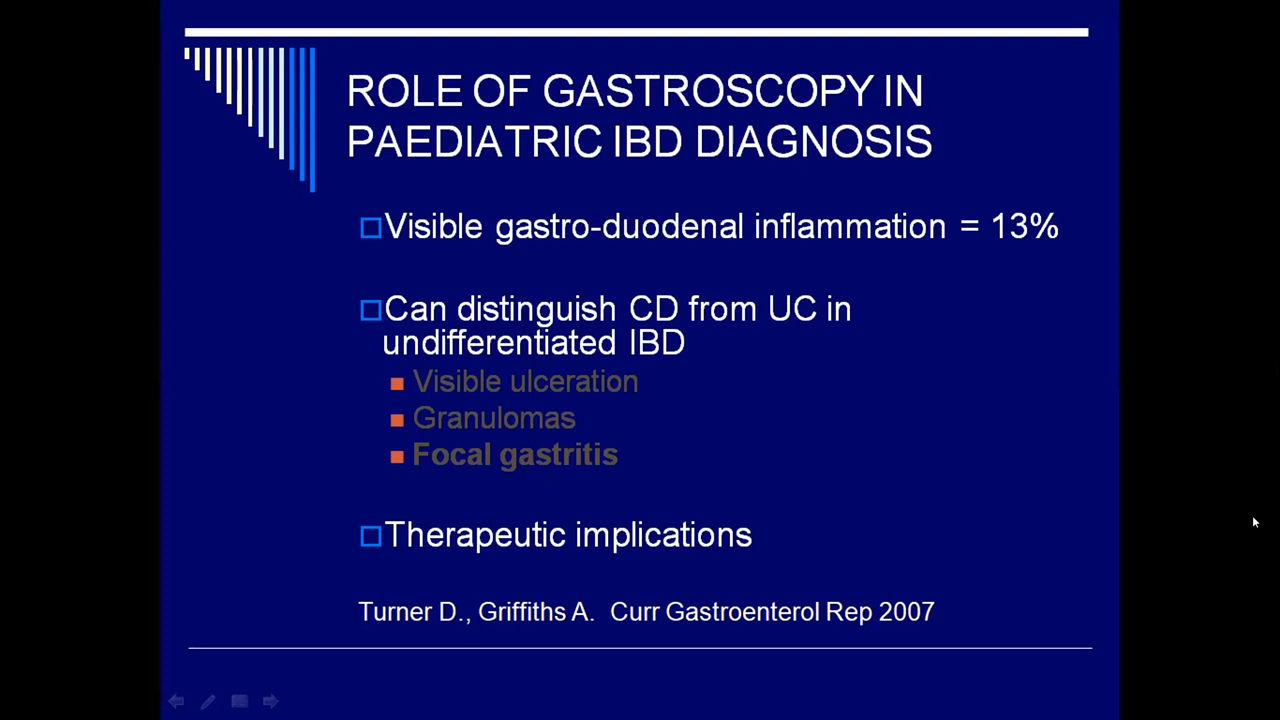 ROLE OF GASTROSCOPY IN
PAEDIATRIC IBD DIAGNOSIS
Visible gastro-duodenal inflammation = 13%
Can distinguish CD from UC in
undifferentiated IBD
Visible ulceration
Granulomas
Focal gastritis
Therapeutic implications
Turner D., Griffiths A. Curr Gastroenterol Rep 2007